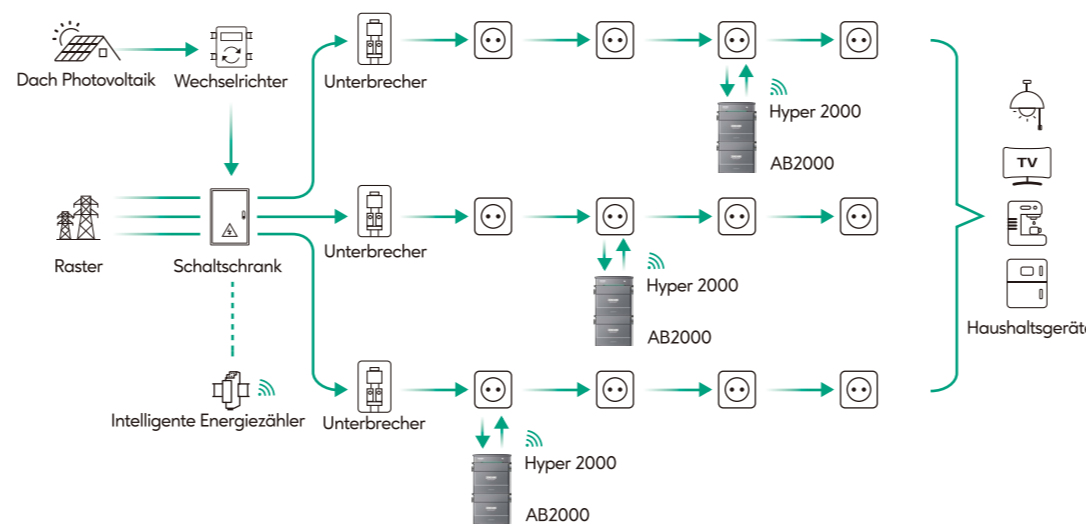 Dach Photovoltaik
Wechselrichter
Unterbrecher
Hyper 2000
AB2000
TV
Raster
Schaltschrank
Unterbrecher
Hyper 2000
AB2000
Haushaltsgeräte
Intelligente Energiezähler
Unterbrecher
Hyper 2000
AB2000